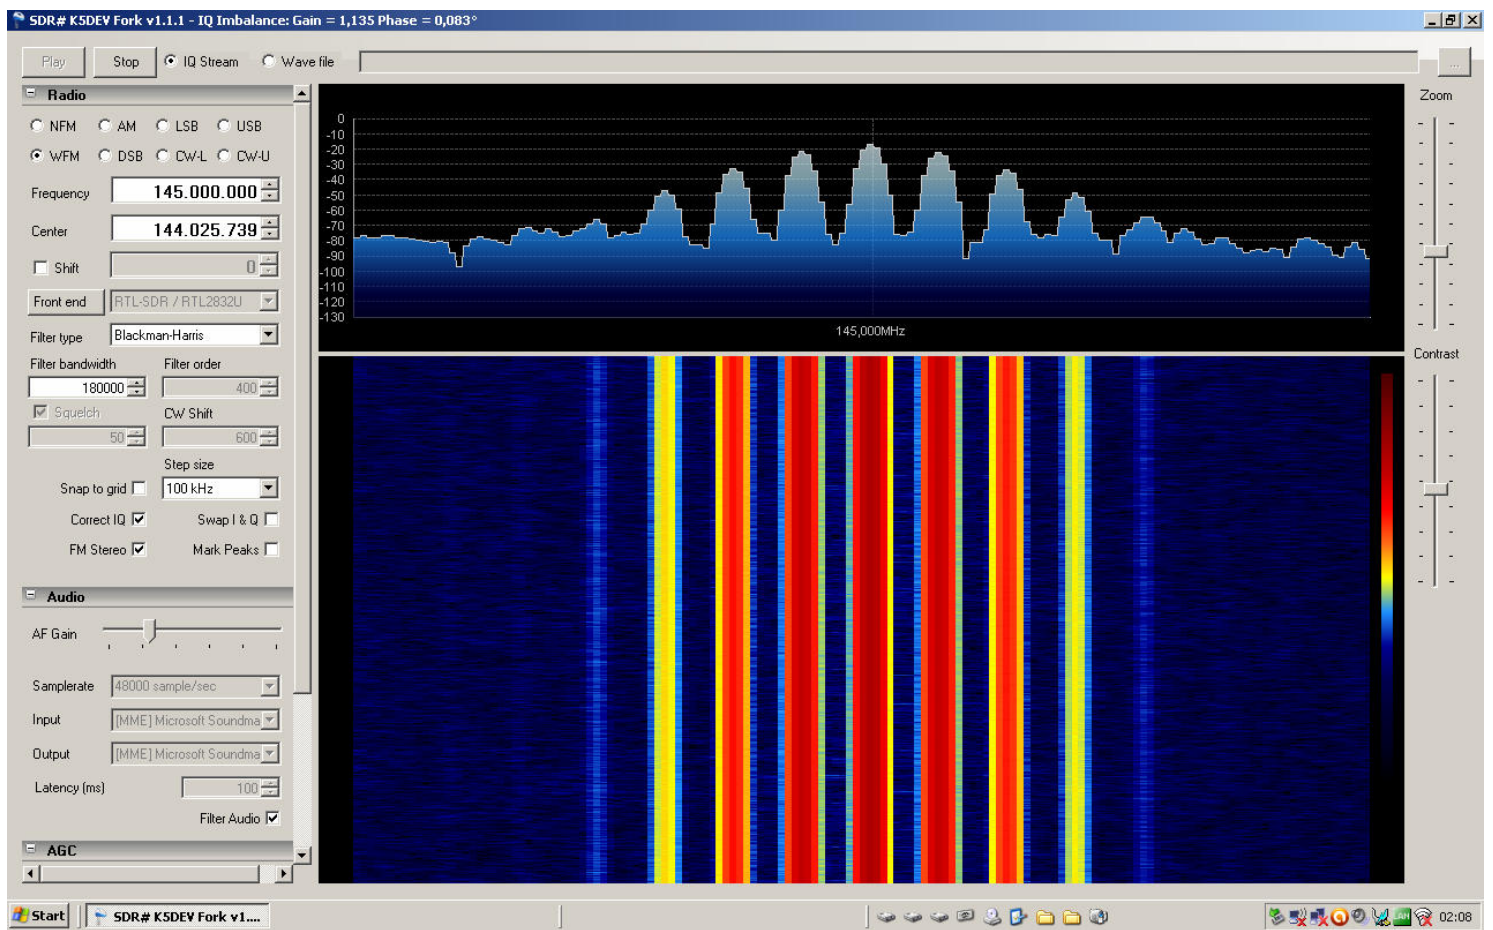 SDR# K5DEV Fork v1.1.1 - IQ Imbalance: Gain = 1,135 Phase = 0,083°
Play Stop IQ Stream Wave file ...
Radio
NFM AM LSB USB
WFM DSB CW-L CW-U
Frequency 145.000.000
Center 144.025.739
Shift 0
Front end RTL-SDR / RTL2832U
Filter type Blackman-Harris
Filter bandwidth Filter order
180000 400
Squelch CW Shift
50 600
Step size
Snap to grid 100 kHz
Correct IQ Swap I & Q
FM Stereo Mark Peaks
Audio
AF Gain
Samplerate 48000 sample/sec
Input [MME] Microsoft Soundma
Output [MME] Microsoft Soundma
Latency (ms) 100
Filter Audio
AGC
0
-10
-20
-30
-40
-50
-60
-70
-80
-90
-100
-110
-120
-130
145,000MHz
Zoom
Contrast
Start SDR# K5DEV Fork v1.... LAN 02:08